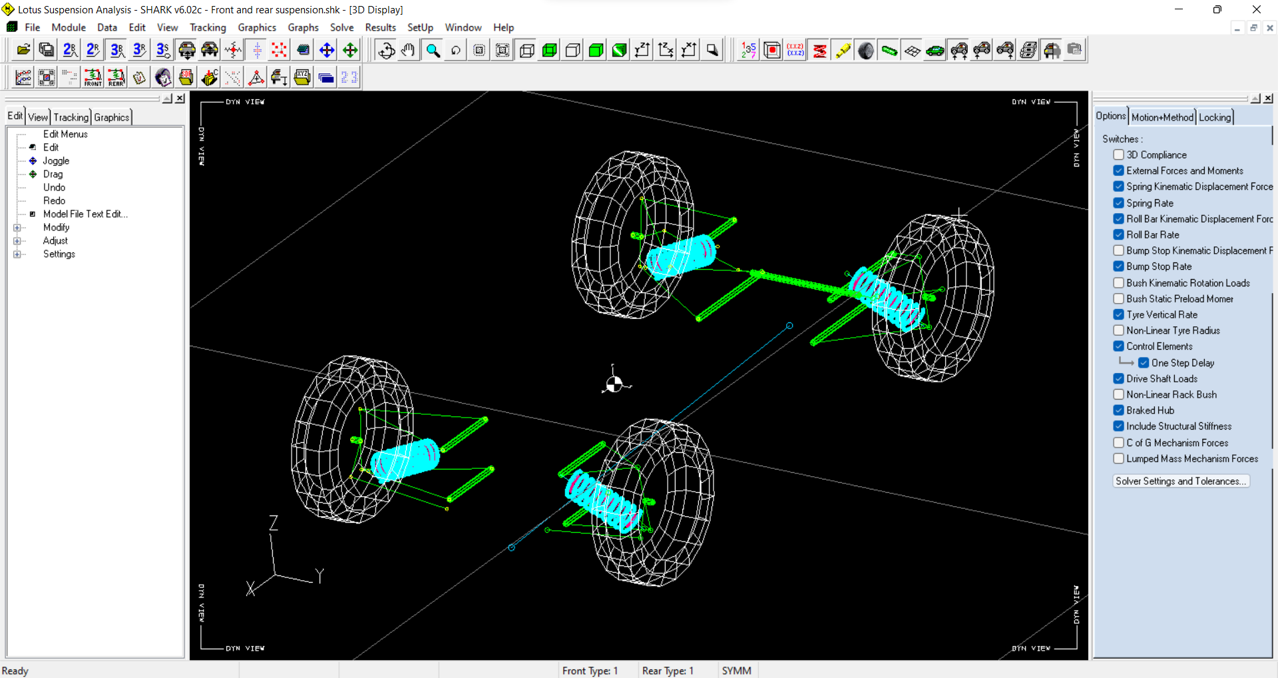 Lotus Suspension Analysis - SHARK v6.02c - Front and rear suspension.shk - [3D Display]
File Module Data Edit View Tracking Graphics Graphs Solve Results SetUp Window Help
Edit View Tracking Graphics
Edit Menus
Edit
Joggle
Drag
Undo
Redo
Model File Text Edit...
Modify
Adjust
Settings
DYN VIEW DYN VIEW
DYN VIEW DYN VIEW
Z
Y
X
DYN VIEW DYN VIEW
DYN VIEW DYN VIEW
Options Motion+Method Locking
Switches :
3D Compliance
External Forces and Moments
Spring Kinematic Displacement Force
Spring Rate
Roll Bar Kinematic Displacement Forc
Roll Bar Rate
Bump Stop Kinematic Displacement F
Bump Stop Rate
Bush Kinematic Rotation Loads
Bush Static Preload Momer
Tyre Vertical Rate
Non-Linear Tyre Radius
Control Elements
One Step Delay
Drive Shaft Loads
Non-Linear Rack Bush
Braked Hub
Include Structural Stiffness
C of G Mechanism Forces
Lumped Mass Mechanism Forces
Solver Settings and Tolerances...
Ready Front Type: 1 Rear Type: 1 SYMM